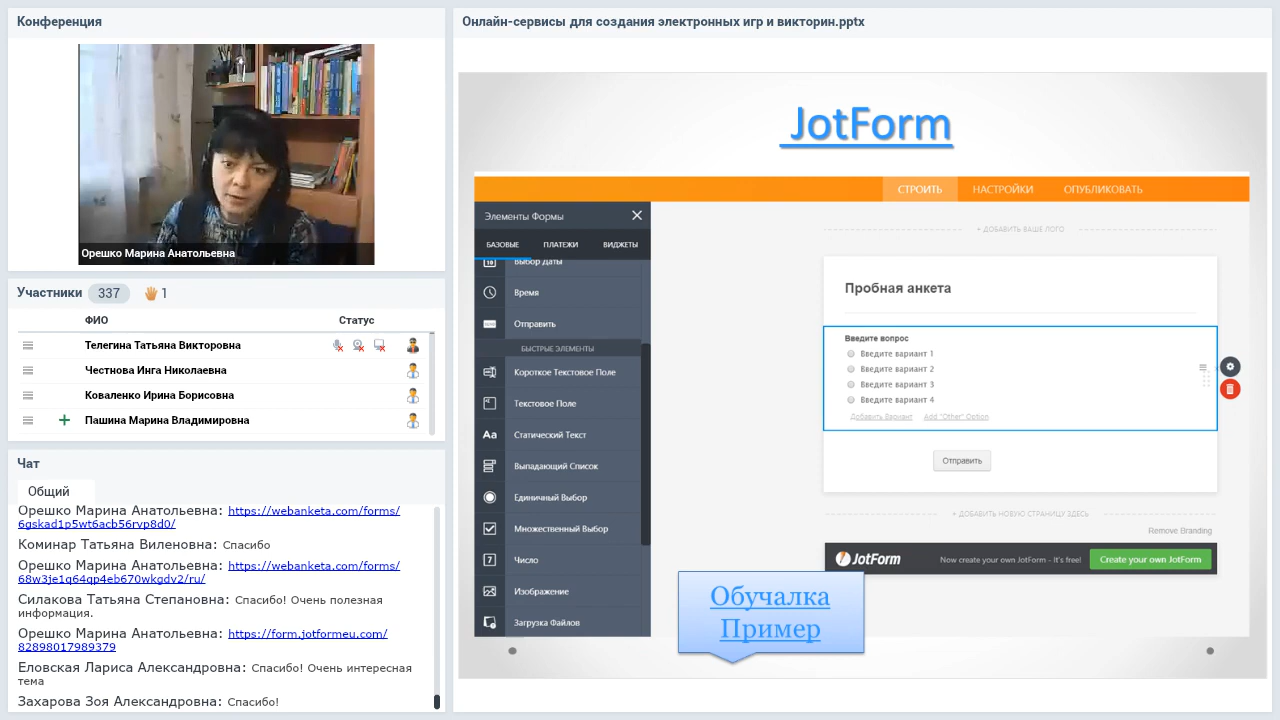 Конференция
Орешко Марина Анатольевна
Участники 337 1
ФИО Статус
Телегина Татьяна Викторовна
Честнова Инга Николаевна
Коваленко Ирина Борисовна
Пашина Марина Владимировна
Чат
Общий
Орешко Марина Анатольевна: https://webanketa.com/forms/
6gskad1p5wt6acb56rvp8d0/
Коминар Татьяна Виленовна: Спасибо
Орешко Марина Анатольевна: https://webanketa.com/forms/
68w3je1q64qp4eb670wkgdv2/ru/
Силакова Татьяна Степановна: Спасибо! Очень полезная
информация.
Орешко Марина Анатольевна: https://form.jotformeu.com/
82898017989379
Еловская Лариса Александровна: Спасибо! Очень интересная
тема
Захарова Зоя Александровна: Спасибо!
Онлайн-сервисы для создания электронных игр и викторин.pptx
JotForm
СТРОИТЬ НАСТРОЙКИ ОПУБЛИКОВАТЬ
Элементы Формы
БАЗОВЫЕ ПЛАТЕЖИ ВИДЖЕТЫ
Выбор даты
Время
Отправить
БЫСТРЫЕ ЭЛЕМЕНТЫ
Короткое Текстовое Поле
Текстовое Поле
Aa Статический Текст
Выпадающий Список
Единичный Выбор
Множественный Выбор
7 Число
Изображение
Загрузка Файлов
+ ДОБАВИТЬ ВАШЕ ЛОГО
Пробная анкета
Введите вопрос
Введите вариант 1
Введите вариант 2
Введите вариант 3
Введите вариант 4
Добавить Вариант Add "Other" Option
Отправить
+ ДОБАВИТЬ НОВУЮ СТРАНИЦУ ЗДЕСЬ
Remove Branding
JotForm Now create your own JotForm - It's free! Create your own JotForm
Обучалка
Пример